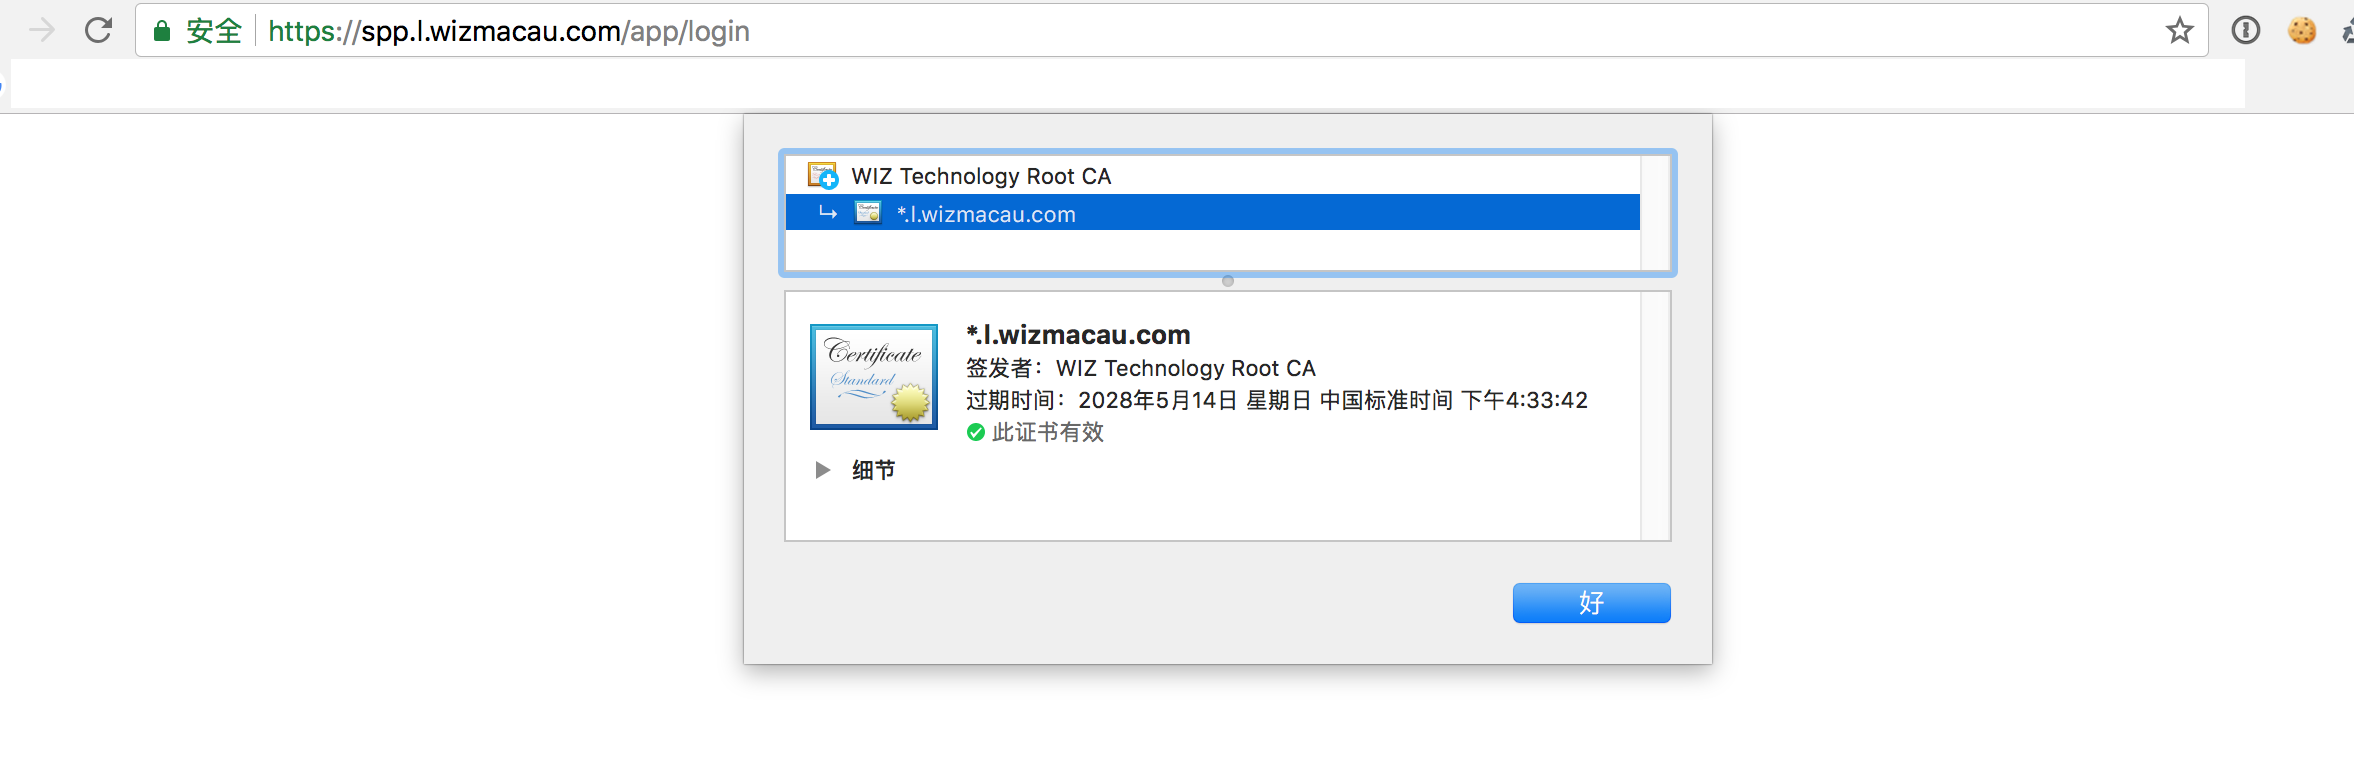 安全 https://spp.l.wizmacau.com/app/login
WIZ Technology Root CA
*.l.wizmacau.com
Certificate
Standard
*.l.wizmacau.com
签发者：WIZ Technology Root CA
过期时间：2028年5月14日 星期日 中国标准时间 下午4:33:42
此证书有效
细节
好